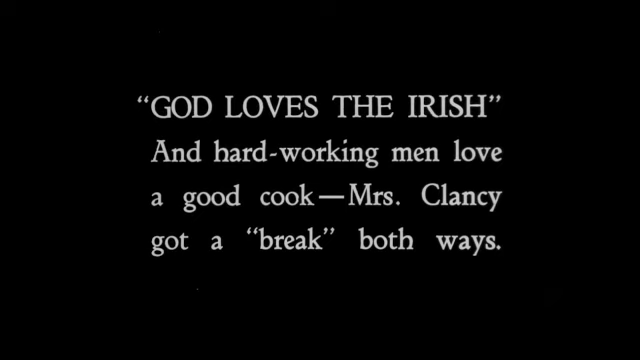 “GOD LOVES THE IRISH”
And hard-working men love
a good cook—Mrs. Clancy
got a “break” both ways.